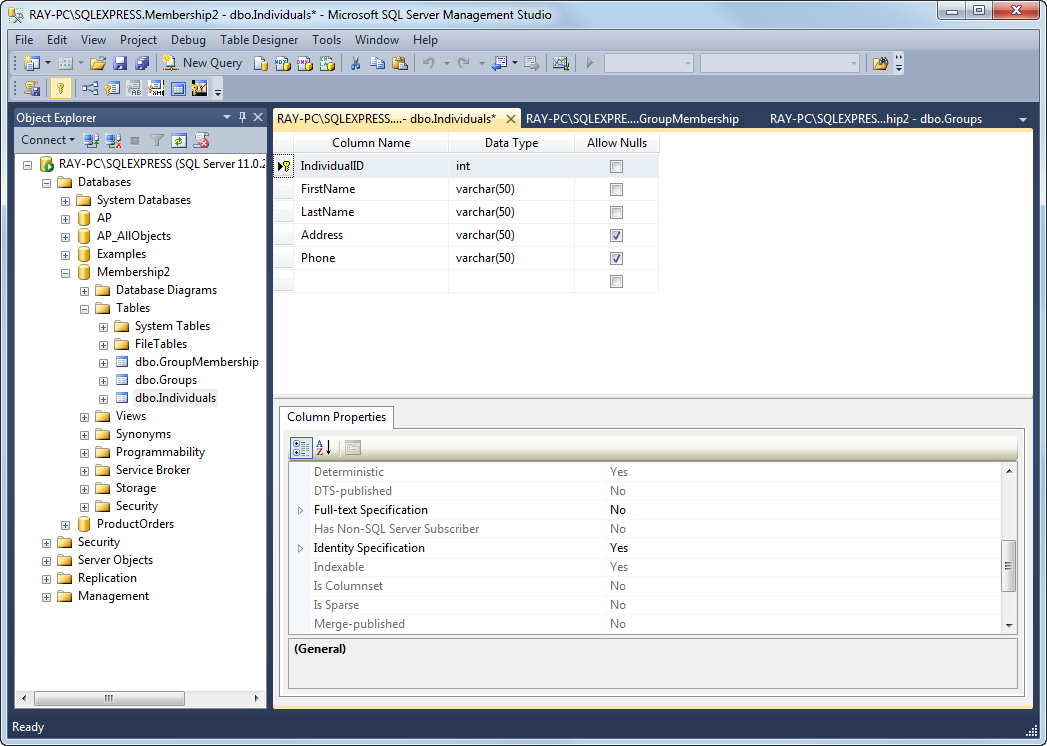 RAY-PC\SQLEXPRESS.Membership2 - dbo.Individuals* - Microsoft SQL Server Management Studio
File Edit View Project Debug Table Designer Tools Window Help
New Query
Object Explorer
Connect
RAY-PC\SQLEXPRESS (SQL Server 11.0.2
Databases
System Databases
AP
AP_AllObjects
Examples
Membership2
Database Diagrams
Tables
System Tables
FileTables
dbo.GroupMembership
dbo.Groups
dbo.Individuals
Views
Synonyms
Programmability
Service Broker
Storage
Security
ProductOrders
Security
Server Objects
Replication
Management
RAY-PC\SQLEXPRESS....- dbo.Individuals* RAY-PC\SQLEXPRE....GroupMembership RAY-PC\SQLEXPRES...hip2 - dbo.Groups
Column Name Data Type Allow Nulls
IndividualID int
FirstName varchar(50)
LastName varchar(50)
Address varchar(50)
Phone varchar(50)
Column Properties
Deterministic Yes
DTS-published No
Full-text Specification No
Has Non-SQL Server Subscriber No
Identity Specification Yes
Indexable Yes
Is Columnset No
Is Sparse No
Merge-published No
(General)
Ready